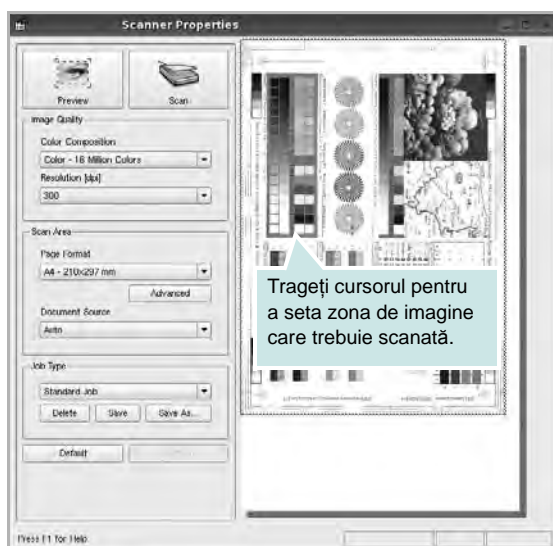 Scanner Properties
Preview
Scan
Image Quality
Color Composition
Color - 16 Million Colors
Resolution [dpi]
300
Scan Area
Page Format
A4 - 210x297 mm
Advanced
Document Source
Auto
Job Type
Standard Job
Delete
Save
Save As...
Default
Trageți cursorul pentru
a seta zona de imagine
care trebuie scanată.
Press F1 for Help